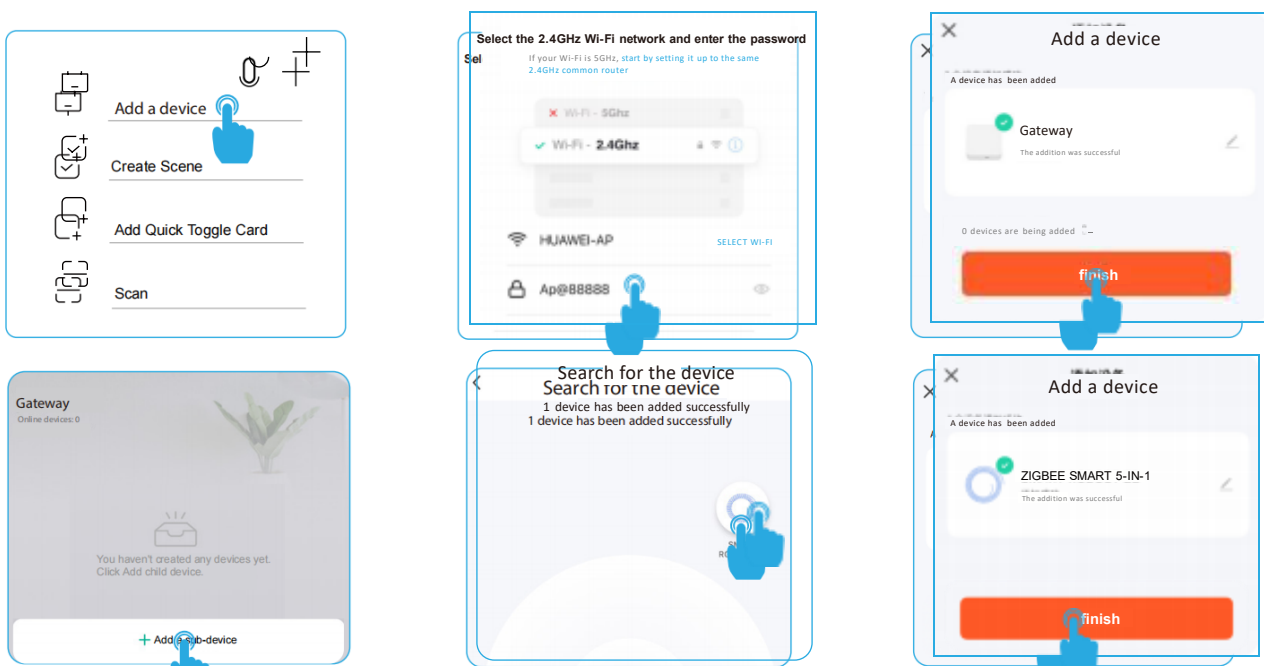 Add a device
Create Scene
Add Quick Toggle Card
Scan
Select the 2.4GHz Wi-Fi network and enter the password
Sel
If your Wi-Fi is 5GHz, start by setting it up to the same
2.4GHz common router
Wi-Fi - 5Ghz
Wi-Fi - 2.4Ghz
HUAWEI-AP
SELECT WI-FI
Ap@88888
Add a device
A device has been added
Gateway
The addition was successful
0 devices are being added
finish
Gateway
Online devices: 0
You haven't created any devices yet.
Click Add child device.
+ Add a sub-device
Search for the device
Search for the device
1 device has been added successfully
1 device has been added successfully
Add a device
A device has been added
ZIGBEE SMART 5-IN-1
The addition was successful
finish